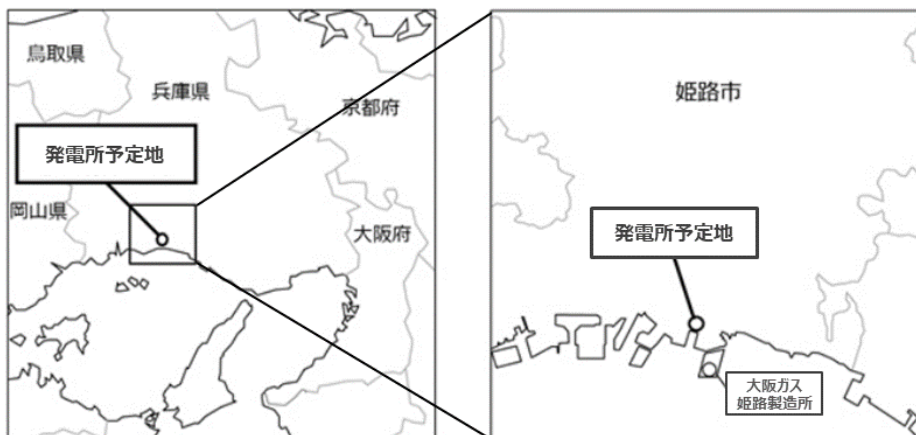 鳥取県
兵庫県
京都府
発電所予定地
岡山県
大阪府
姫路市
発電所予定地
大阪ガス
姫路製造所